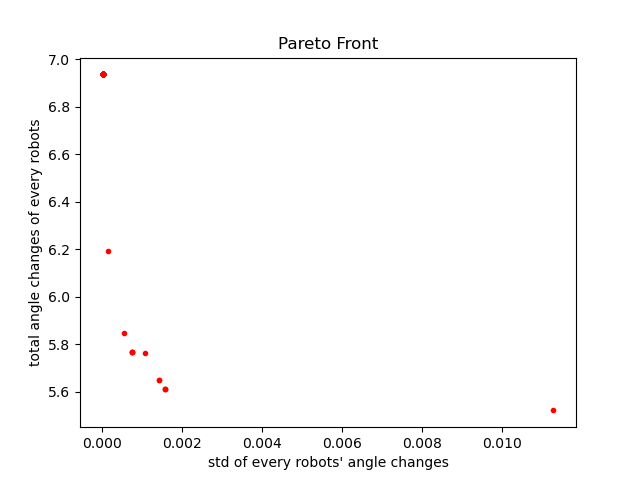 Pareto Front
total angle changes of every robots
7.0
6.8
6.6
6.4
6.2
6.0
5.8
5.6
0.000 0.002 0.004 0.006 0.008 0.010
std of every robots' angle changes